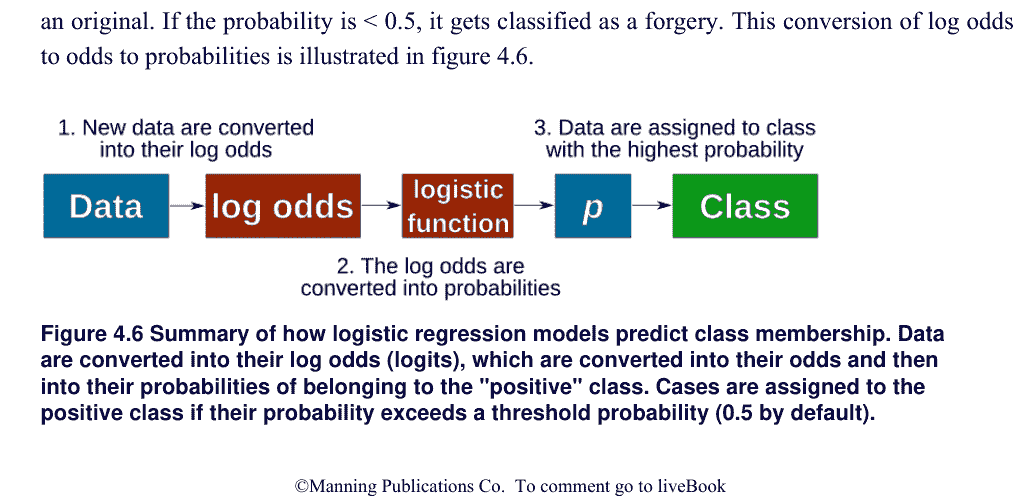 an original. If the probability is < 0.5, it gets classified as a forgery. This conversion of log odds
to odds to probabilities is illustrated in figure 4.6.
1. New data are converted
into their log odds
3. Data are assigned to class
with the highest probability
Data
log odds
logistic
function
p
Class
2. The log odds are
converted into probabilities
Figure 4.6 Summary of how logistic regression models predict class membership. Data
are converted into their log odds (logits), which are converted into their odds and then
into their probabilities of belonging to the "positive" class. Cases are assigned to the
positive class if their probability exceeds a threshold probability (0.5 by default).
©Manning Publications Co. To comment go to liveBook